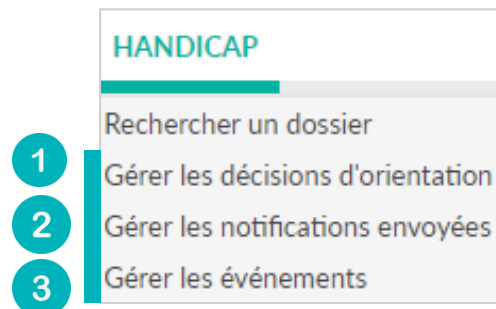 HANDICAP
Rechercher un dossier
1 Gérer les décisions d'orientation
2 Gérer les notifications envoyées
3 Gérer les événements